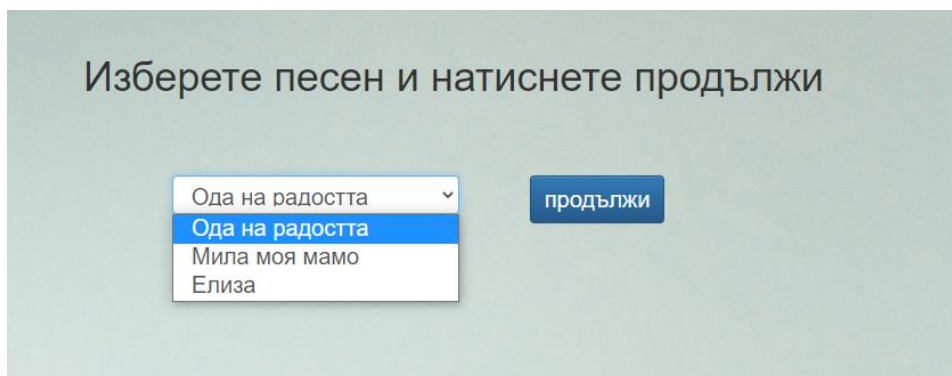 Изберете песен и натиснете продължи
Ода на радостта
продължи
Ода на радостта
Мила моя мамо
Елиза